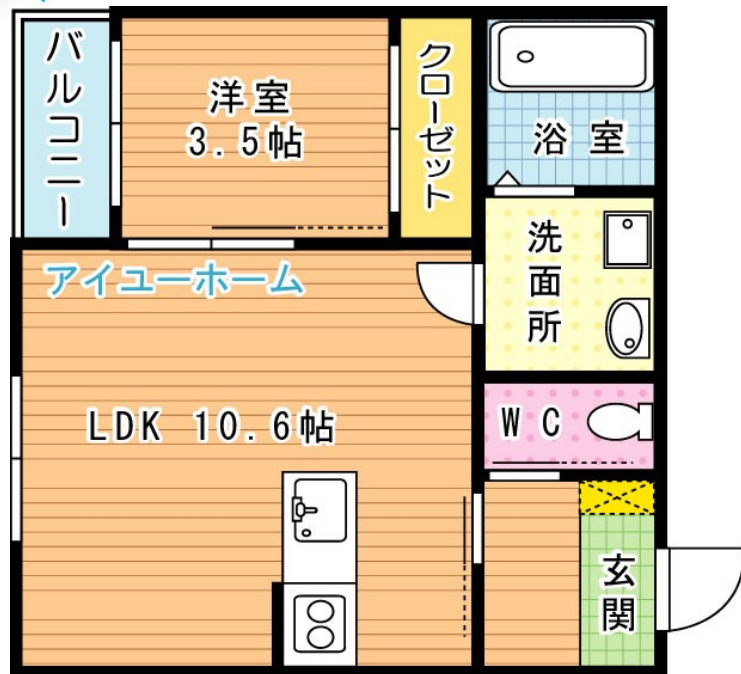 バルコニー
洋室
3.5帖
クローゼット
浴室
アイユーホーム
洗面所
LDK 10.6帖
WC
玄関